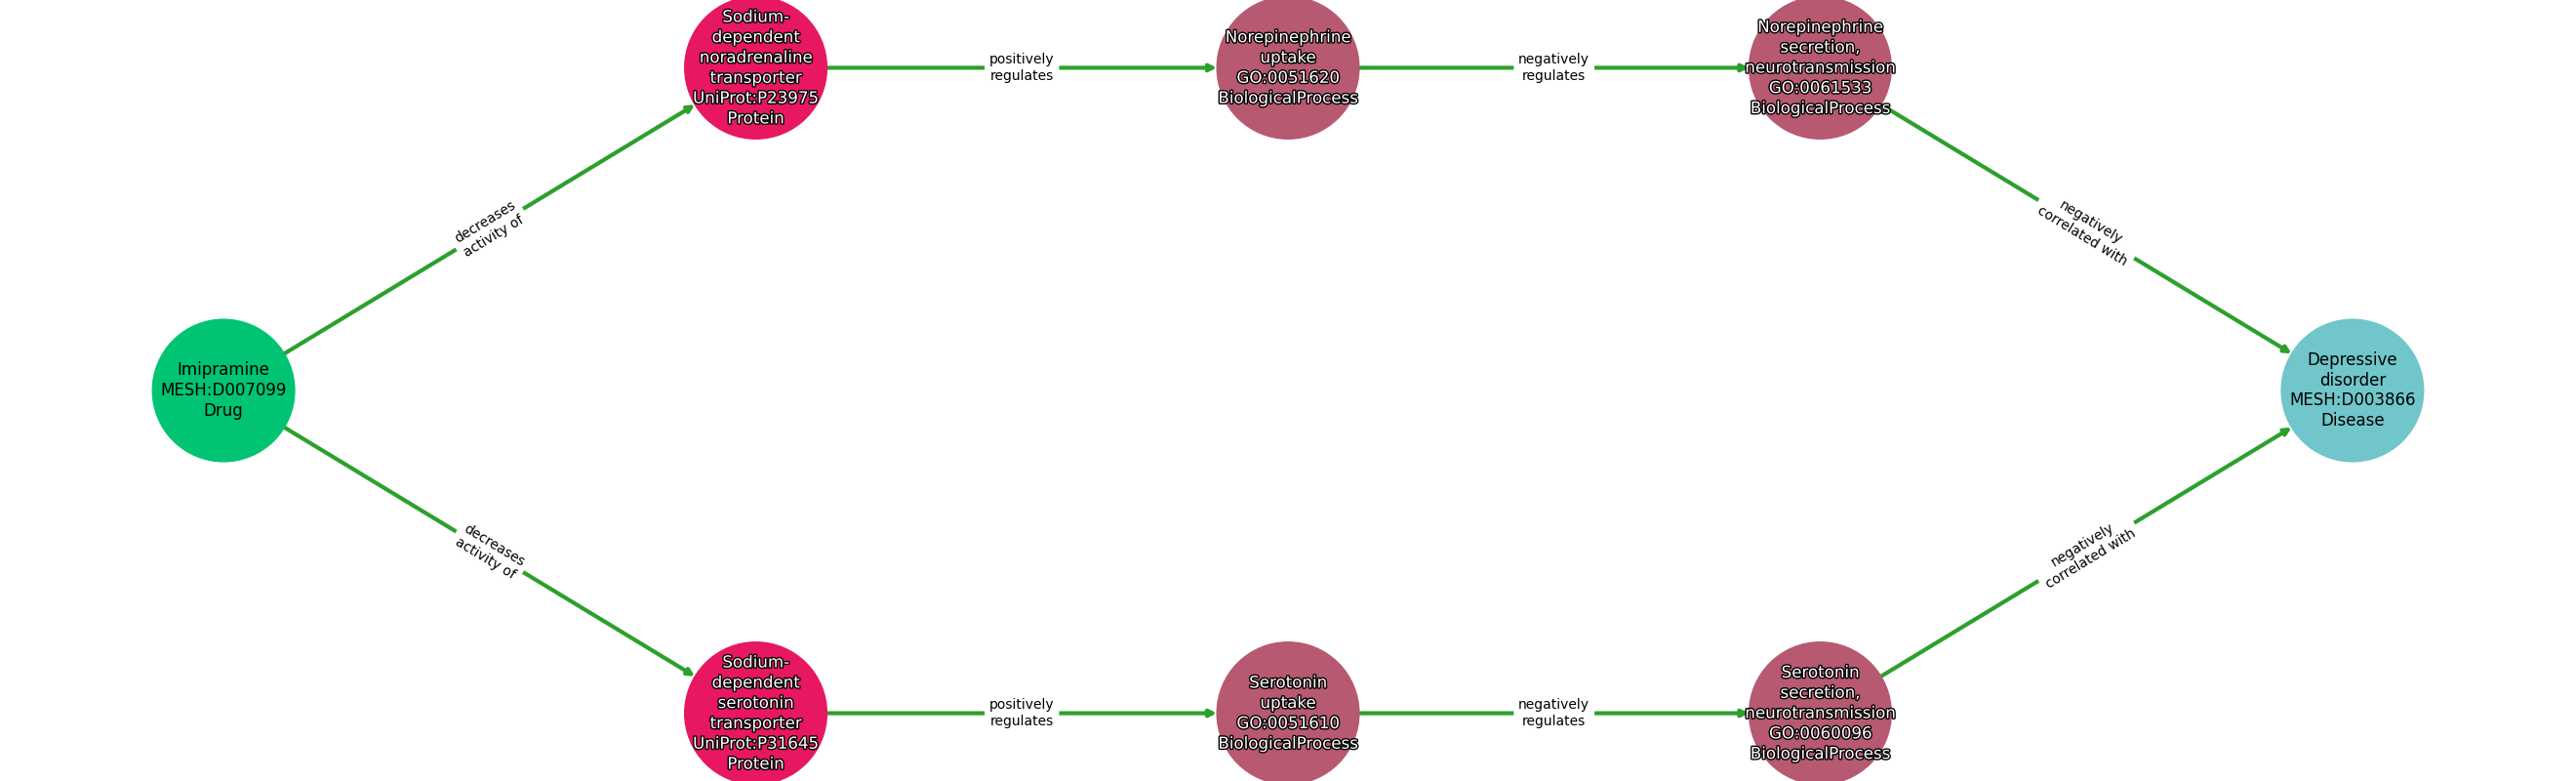 Sodium-
dependent
noradrenaline
transporter
UniProt:P23975
Protein
positively
regulates
Norepinephrine
uptake
GO:0051620
BiologicalProcess
negatively
regulates
Norepinephrine
secretion,
neurotransmission
GO:0061533
BiologicalProcess
decreases
activity of
negatively
correlated with
Imipramine
MESH:D007099
Drug
Depressive
disorder
MESH:D003866
Disease
decreases
activity of
negatively
correlated with
Sodium-
dependent
serotonin
transporter
UniProt:P31645
Protein
positively
regulates
Serotonin
uptake
GO:0051610
BiologicalProcess
negatively
regulates
Serotonin
secretion,
neurotransmission
GO:0060096
BiologicalProcess